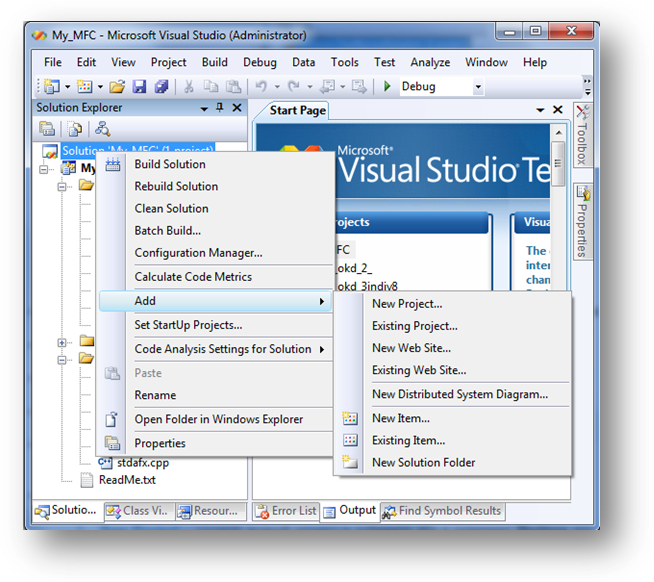 My_MFC - Microsoft Visual Studio (Administrator)
File Edit View Project Build Debug Data Tools Test Analyze Window Help
Debug
Solution Explorer
Start Page
Solution 'My_MFC' (1 project)
My
Build Solution
Rebuild Solution
Clean Solution
Batch Build...
Configuration Manager...
Calculate Code Metrics
Add
Set StartUp Projects...
Code Analysis Settings for Solution
Paste
Rename
Open Folder in Windows Explorer
Properties
stdafx.cpp
ReadMe.txt
Microsoft®
Visual Studio Te
ojects
Visua
FC
_okd_2_
_okd_3indiv8
The
inter
chan
New Project...
Existing Project...
New Web Site...
Existing Web Site...
New Distributed System Diagram...
New Item...
Existing Item...
New Solution Folder
Toolbox
Properties
Solutio... Class Vi... Resour...
Error List Output Find Symbol Results